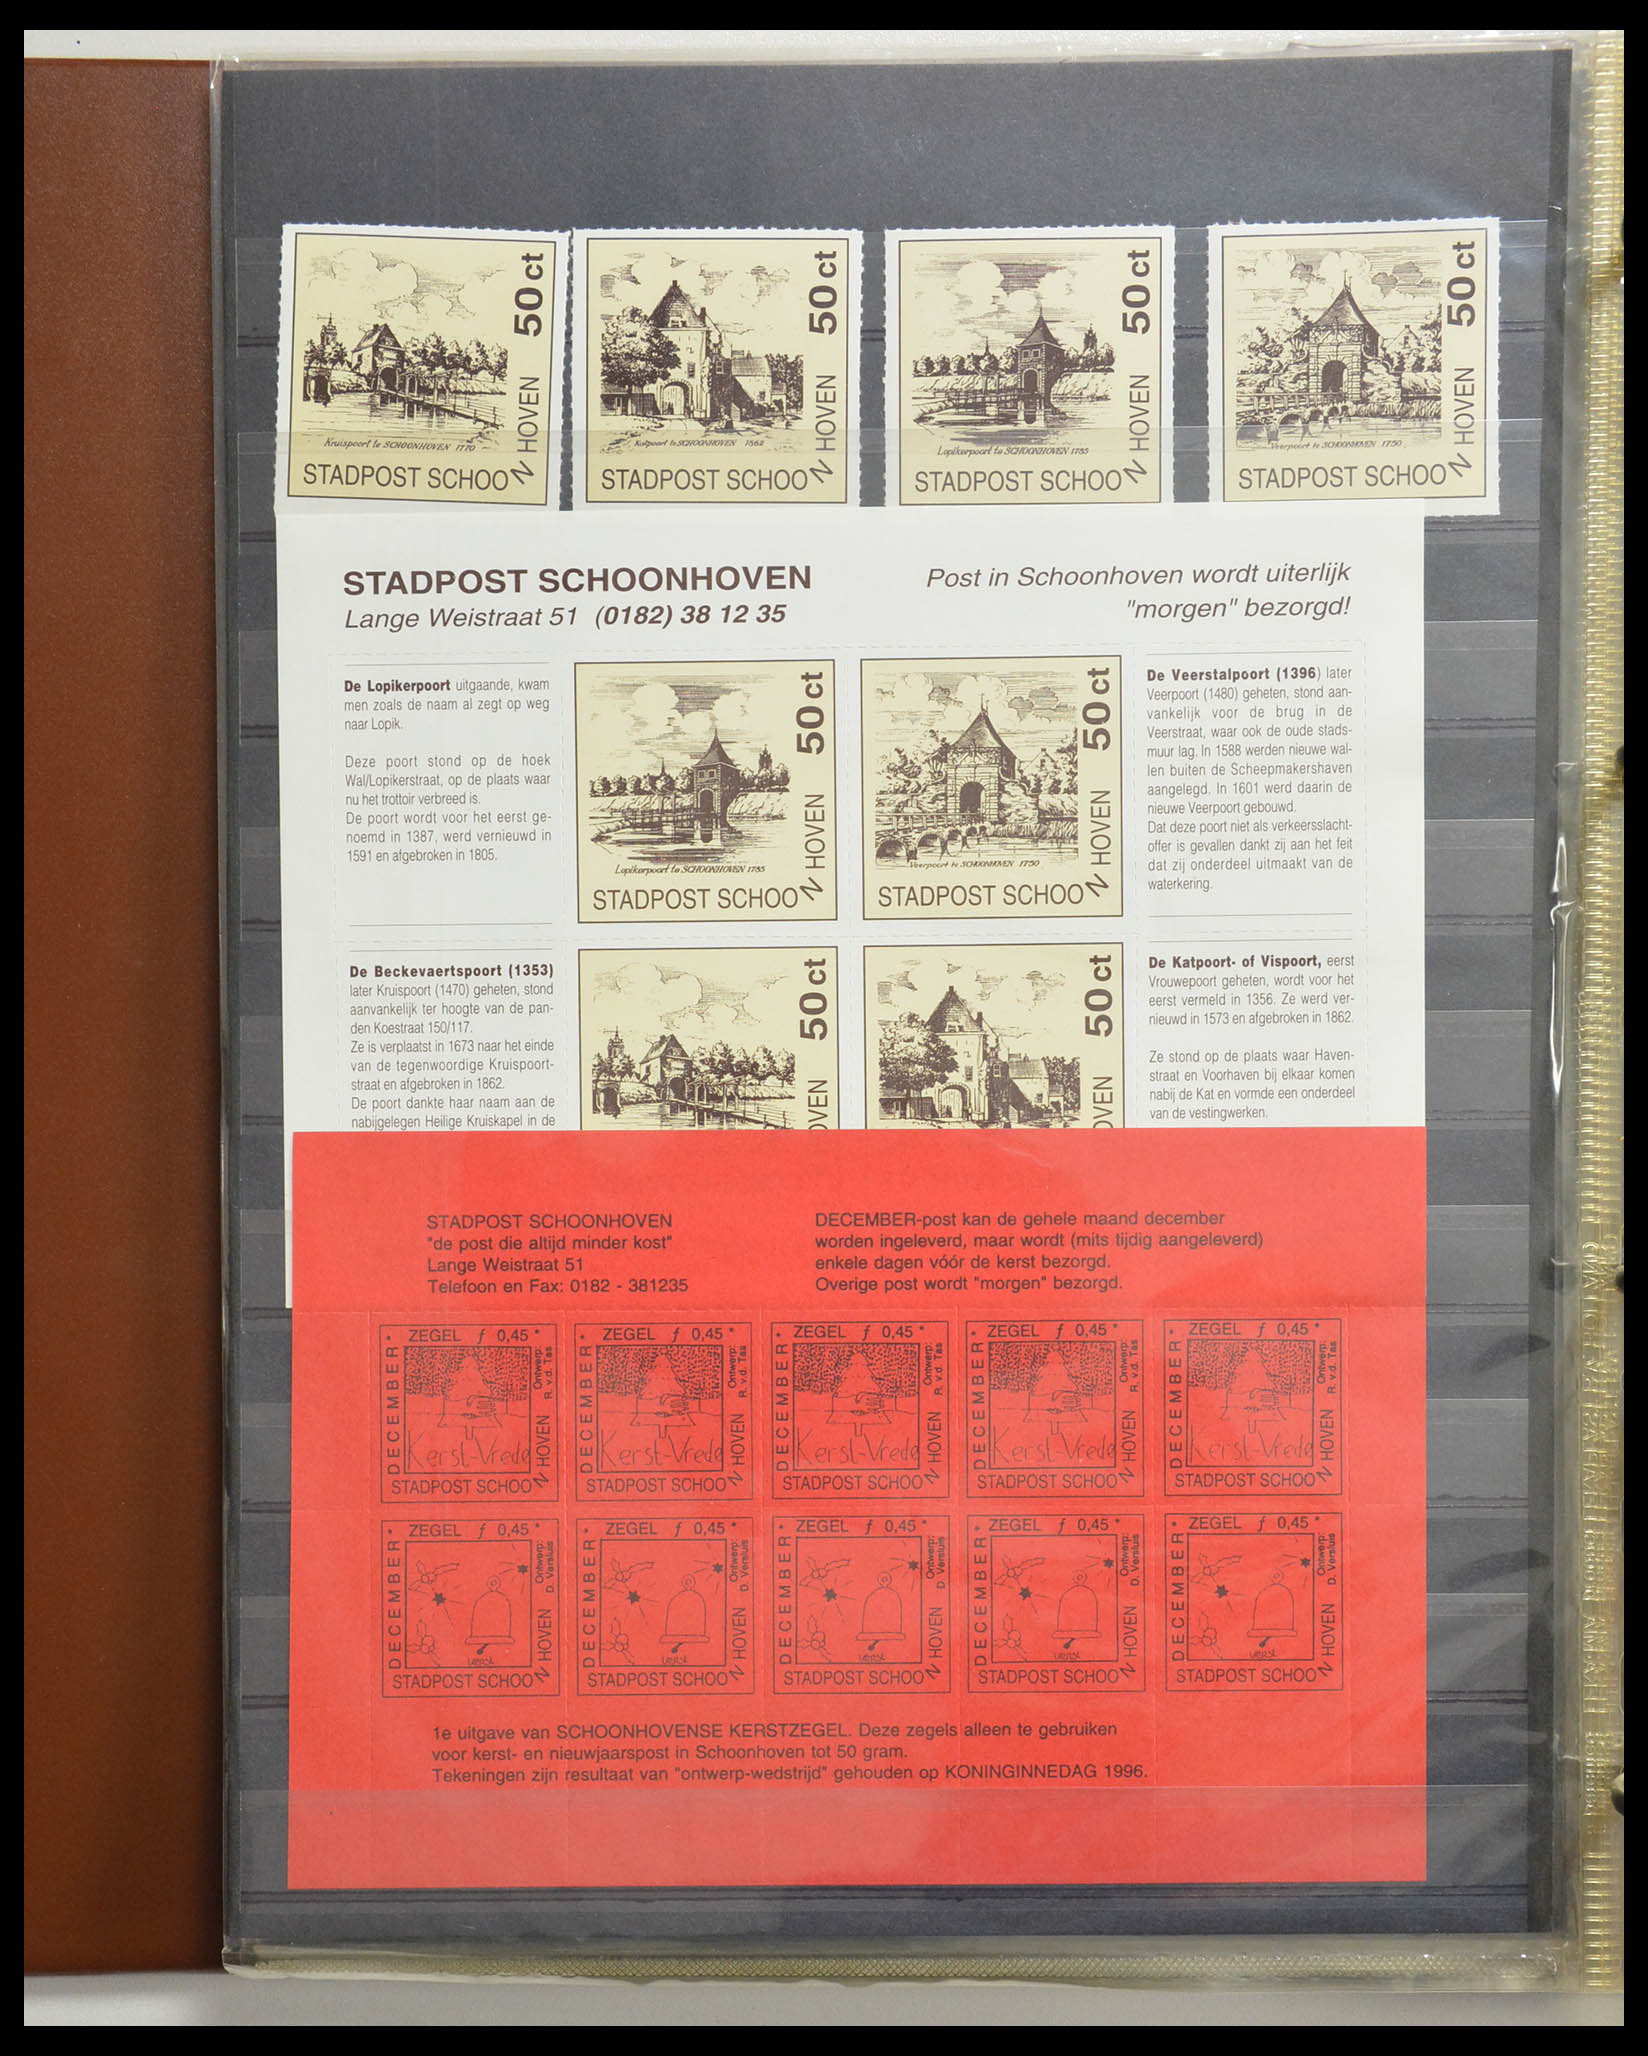 50 ct
Kruispoort te SCHOONHOVEN 1770
STADPOST SCHOONHOVEN
50 ct
Katpoort te SCHOONHOVEN 1562
STADPOST SCHOONHOVEN
50 ct
Lopikerpoort te SCHOONHOVEN 1785
STADPOST SCHOONHOVEN
50 ct
Veerpoort te SCHOONHOVEN 1750
STADPOST SCHOONHOVEN
STADPOST SCHOONHOVEN
Lange Weistraat 51 (0182) 38 12 35
Post in Schoonhoven wordt uiterlijk
"morgen" bezorgd!
De Lopikerpoort uitgaande, kwam
men zoals de naam al zegt op weg
naar Lopik.
Deze poort stond op de hoek
Wal/Lopikerstraat, op de plaats waar
nu het trottoir verbreed is.
De poort wordt voor het eerst ge-
noemd in 1387, werd vernieuwd in
1591 en afgebroken in 1805.
50 ct
Lopikerpoort te SCHOONHOVEN 1785
STADPOST SCHOONHOVEN
50 ct
Veerpoort te SCHOONHOVEN 1750
STADPOST SCHOONHOVEN
De Veerstalpoort (1396) later
Veerpoort (1480) geheten, stond aan-
vankelijk voor de brug in de
Veerstraat, waar ook de oude stads-
muur lag. In 1588 werden nieuwe wal-
len buiten de Scheepmakershaven
aangelegd. In 1601 werd daarin de
nieuwe Veerpoort gebouwd.
Dat deze poort niet als verkeersslacht-
offer is gevallen dankt zij aan het feit
dat zij onderdeel uitmaakt van de
waterkering.
De Beckevaertspoort (1353)
later Kruispoort (1470) geheten, stond
aanvankelijk ter hoogte van de pan-
den Koestraat 150/117.
Ze is verplaatst in 1673 naar het einde
van de tegenwoordige Kruispoort-
straat en afgebroken in 1862.
De poort dankte haar naam aan de
nabijgelegen Heilige Kruiskapel in de
50 ct
OVEN
50 ct
HOVEN
De Katpoort- of Vispoort, eerst
Vrouwepoort geheten, wordt voor het
eerst vermeld in 1356. Ze werd ver-
nieuwd in 1573 en afgebroken in 1862.
Ze stond op de plaats waar Haven-
straat en Voorhaven bij elkaar komen
nabij de Kat en vormde een onderdeel
van de vestingwerken.
STADPOST SCHOONHOVEN
"de post die altijd minder kost"
Lange Weistraat 51
Telefoon en Fax: 0182 - 381235
DECEMBER-post kan de gehele maand december
worden ingeleverd, maar wordt (mits tijdig aangeleverd)
enkele dagen vóór de kerst bezorgd.
Overige post wordt "morgen" bezorgd.
* ZEGEL ƒ 0,45 *
DECEMBER
Ontwerp:
R. v.d. Tas
Kerst-Vrede
STADPOST SCHOONHOVEN
* ZEGEL ƒ 0,45 *
DECEMBER
Ontwerp:
R. v.d. Tas
Kerst-Vrede
STADPOST SCHOONHOVEN
* ZEGEL ƒ 0,45 *
DECEMBER
Ontwerp:
R. v.d. Tas
Kerst-Vrede
STADPOST SCHOONHOVEN
* ZEGEL ƒ 0,45 *
DECEMBER
Ontwerp:
R. v.d. Tas
Kerst-Vrede
STADPOST SCHOONHOVEN
* ZEGEL ƒ 0,45 *
DECEMBER
Ontwerp:
R. v.d. Tas
Kerst-Vrede
STADPOST SCHOONHOVEN
* ZEGEL ƒ 0,45 *
DECEMBER
Ontwerp:
D. Versluis
STADPOST SCHOONHOVEN
* ZEGEL ƒ 0,45 *
DECEMBER
Ontwerp:
D. Versluis
STADPOST SCHOONHOVEN
* ZEGEL ƒ 0,45 *
DECEMBER
Ontwerp:
D. Versluis
STADPOST SCHOONHOVEN
* ZEGEL ƒ 0,45 *
DECEMBER
Ontwerp:
D. Versluis
STADPOST SCHOONHOVEN
* ZEGEL ƒ 0,45 *
DECEMBER
Ontwerp:
D. Versluis
STADPOST SCHOONHOVEN
1e uitgave van SCHOONHOVENSE KERSTZEGEL. Deze zegels alleen te gebruiken
voor kerst- en nieuwjaarspost in Schoonhoven tot 50 gram.
Tekeningen zijn resultaat van "ontwerp-wedstrijd" gehouden op KONINGINNEDAG 1996.